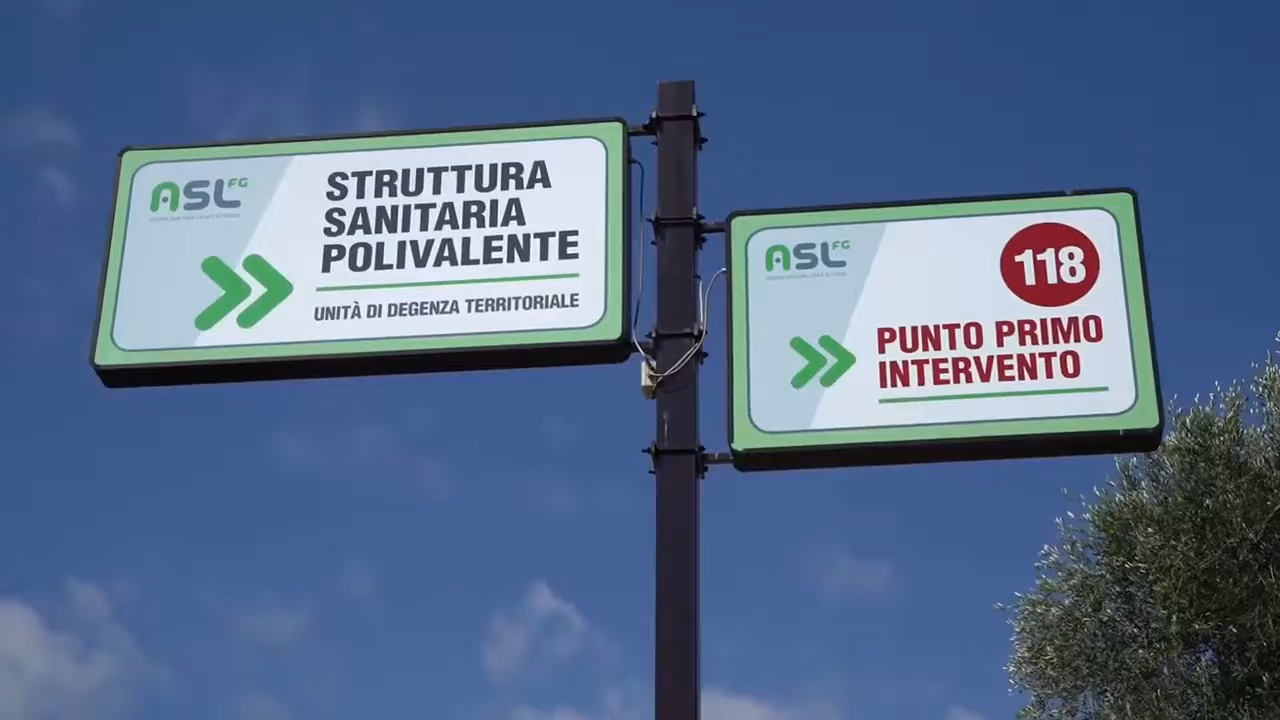 ASL FG
STRUTTURA
SANITARIA
POLIVALENTE
UNITÀ DI DEGENZA TERRITORIALE
ASL FG
118
PUNTO PRIMO
INTERVENTO